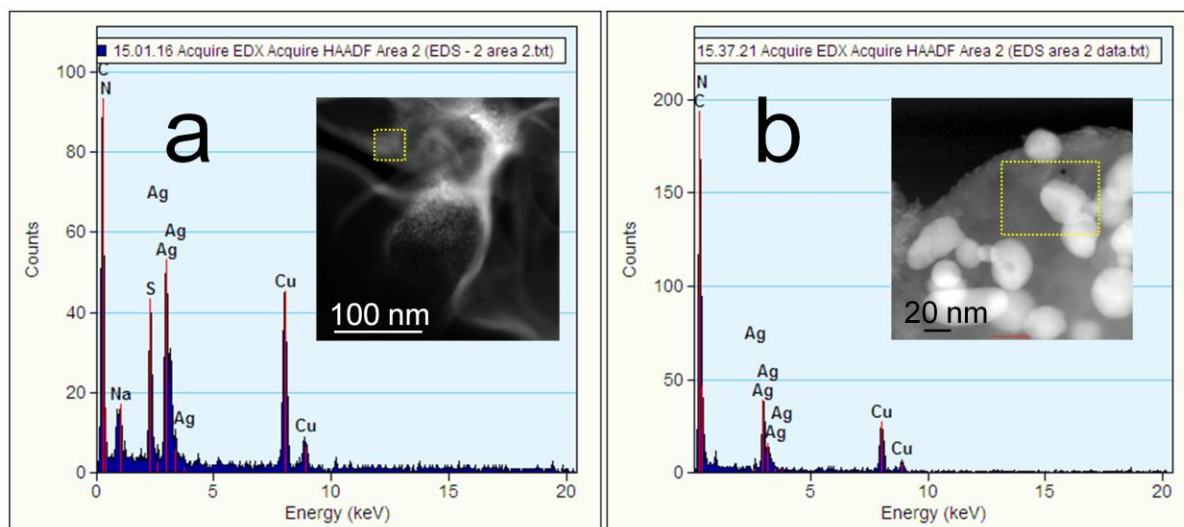 15.01.16 Acquire EDX Acquire HAADF Area 2 (EDS - 2 area 2.txt)
C
N
100
80
60
40
20
0
Counts
a
Ag
Ag
Ag
S
Na
Ag
Cu
Cu
100 nm
0
5
10
15
20
Energy (keV)
15.37.21 Acquire EDX Acquire HAADF Area 2 (EDS area 2 data.txt)
N
C
200
150
100
50
0
Counts
b
Ag
Ag
Ag
Ag
Ag
Cu
Cu
20 nm
5
10
15
20
Energy (keV)